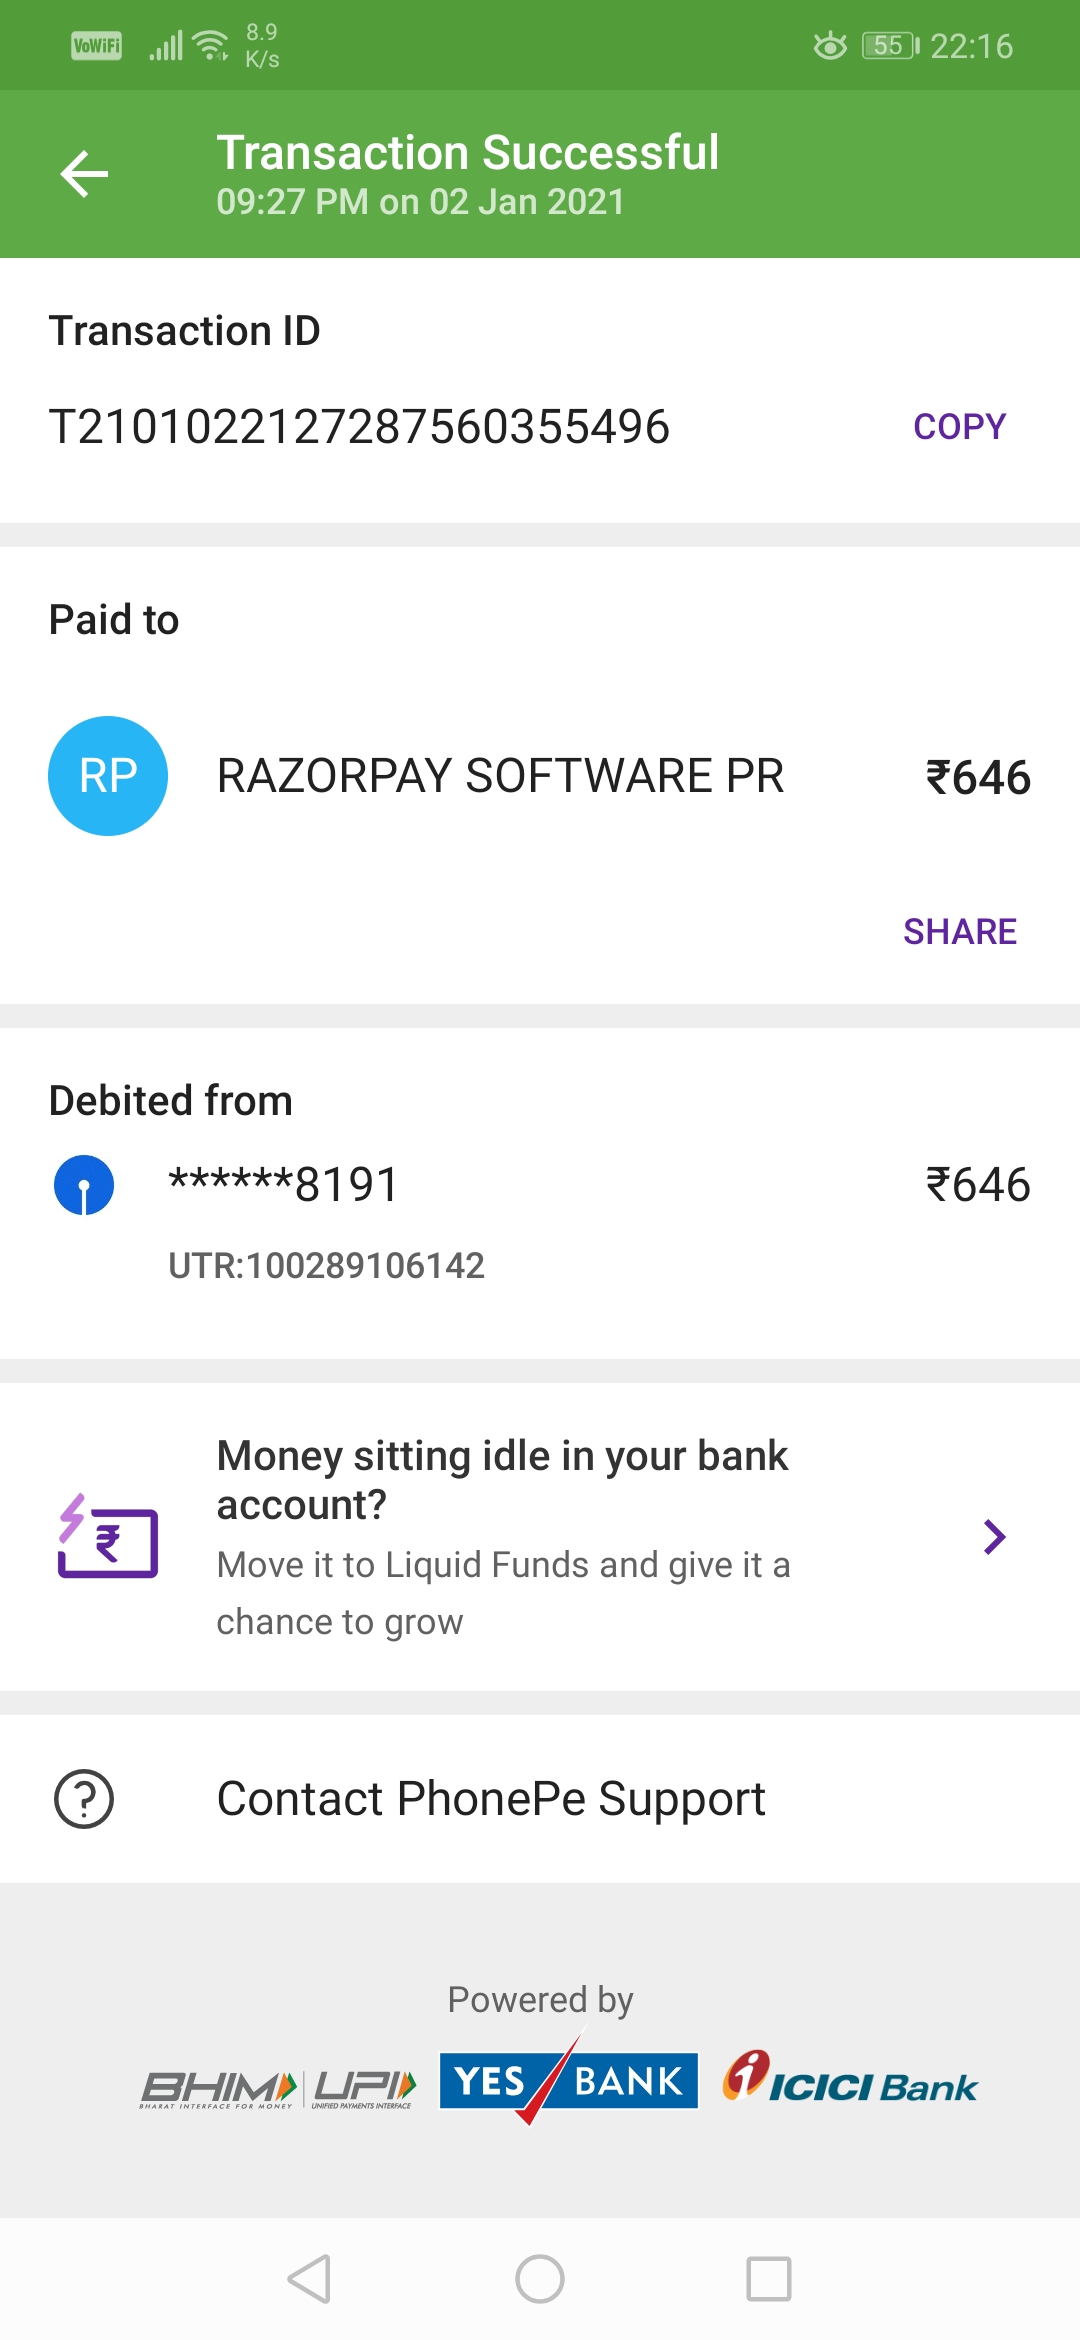 VoWiFi 8.9 K/s 55 22:16
Transaction Successful
09:27 PM on 02 Jan 2021
Transaction ID
T2101022127287560355496 COPY
Paid to
RP RAZORPAY SOFTWARE PR ₹646
SHARE
Debited from
******8191 ₹646
UTR:100289106142
Money sitting idle in your bank
account?
Move it to Liquid Funds and give it a
chance to grow
Contact PhonePe Support
Powered by
BHIM UPI YES BANK ICICI Bank
BHARAT INTERFACE FOR MONEY UNIFIED PAYMENTS INTERFACE